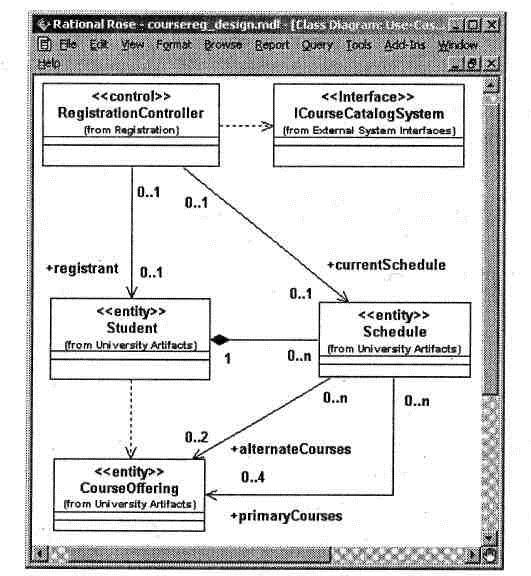 Rational Rose - coursereg_design.mdl - [Class Diagram: Use-Cas...
File Edit View Format Browse Report Query Tools Add-Ins Window
Help
<<control>>
RegistrationController
(from Registration)
<<Interface>>
ICourseCatalogSystem
(from External System Interfaces)
0..1
0..1
+registrant
0..1
+currentSchedule
0..1
<<entity>>
Student
(from University Artifacts)
<<entity>>
Schedule
(from University Artifacts)
1
0..n
0..n
0..n
0..2
+alternateCourses
0..4
<<entity>>
CourseOffering
(from University Artifacts)
+primaryCourses